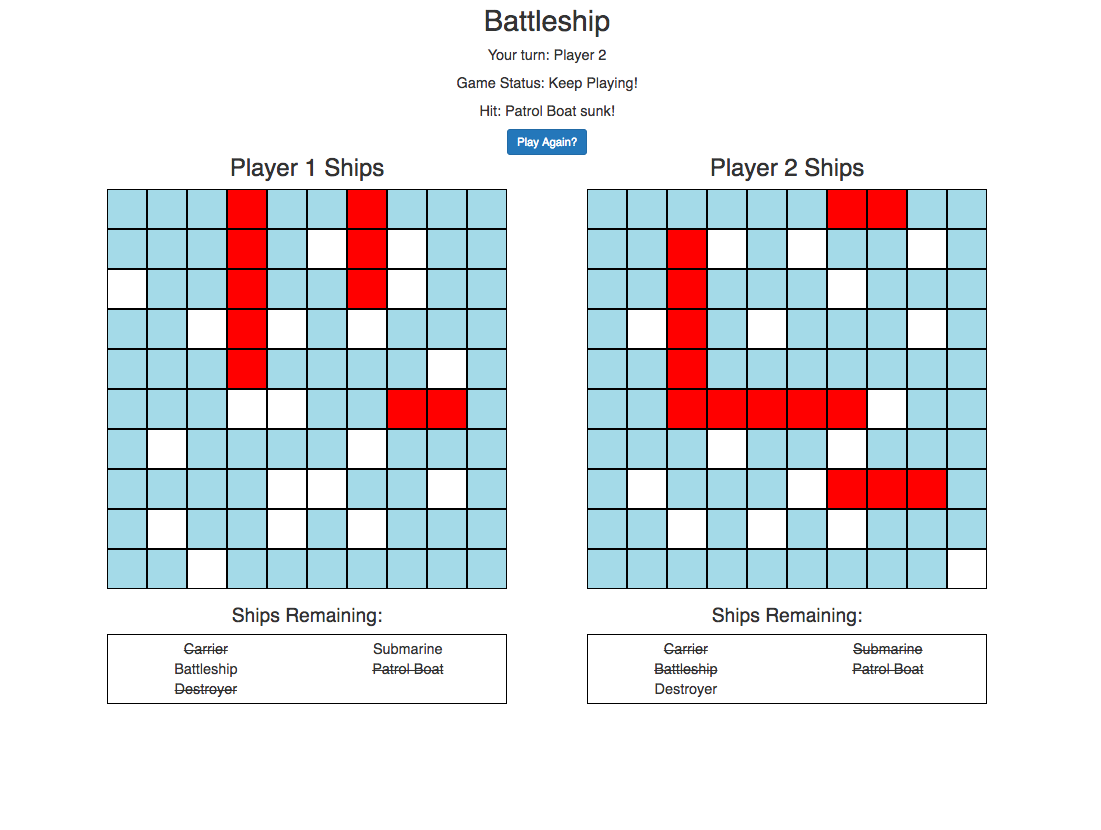 Battleship
Your turn: Player 2
Game Status: Keep Playing!
Hit: Patrol Boat sunk!
Play Again?
Player 1 Ships
Player 2 Ships
Ships Remaining:
Carrier
Submarine
Battleship
Patrol Boat
Destroyer
Ships Remaining:
Carrier
Submarine
Battleship
Patrol Boat
Destroyer